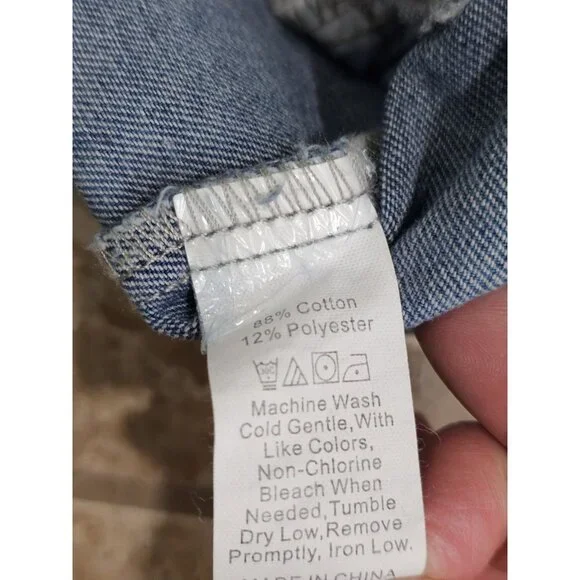 88% Cotton
12% Polyester
30C
Machine Wash
Cold Gentle,With
Like Colors,
Non-Chlorine
Bleach When
Needed,Tumble
Dry Low,Remove
Promptly, Iron Low.
MADE IN CHINA